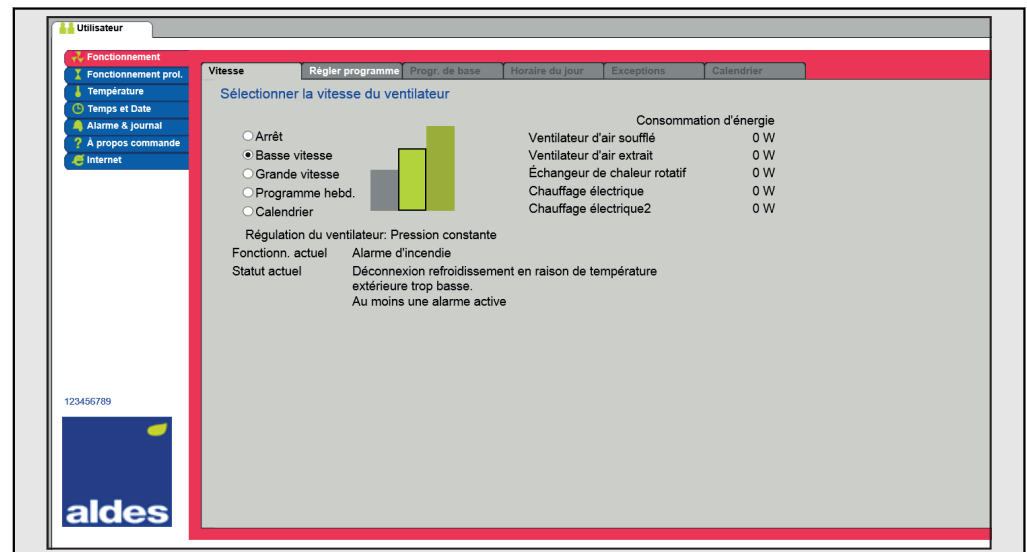 Utilisateur
Fonctionnement
Fonctionnement prol.
Température
Temps et Date
Alarme & journal
À propos commande
Internet
Vitesse Régler programme Progr. de base Horaire du jour Exceptions Calendrier
Sélectionner la vitesse du ventilateur
Arrêt
Basse vitesse
Grande vitesse
Programme hebd.
Calendrier
Consommation d'énergie
Ventilateur d'air soufflé 0 W
Ventilateur d'air extrait 0 W
Échangeur de chaleur rotatif 0 W
Chauffage électrique 0 W
Chauffage électrique2 0 W
Régulation du ventilateur: Pression constante
Fonctionn. actuel Alarme d'incendie
Statut actuel Déconnexion refroidissement en raison de température
extérieure trop basse.
Au moins une alarme active
123456789
aldes